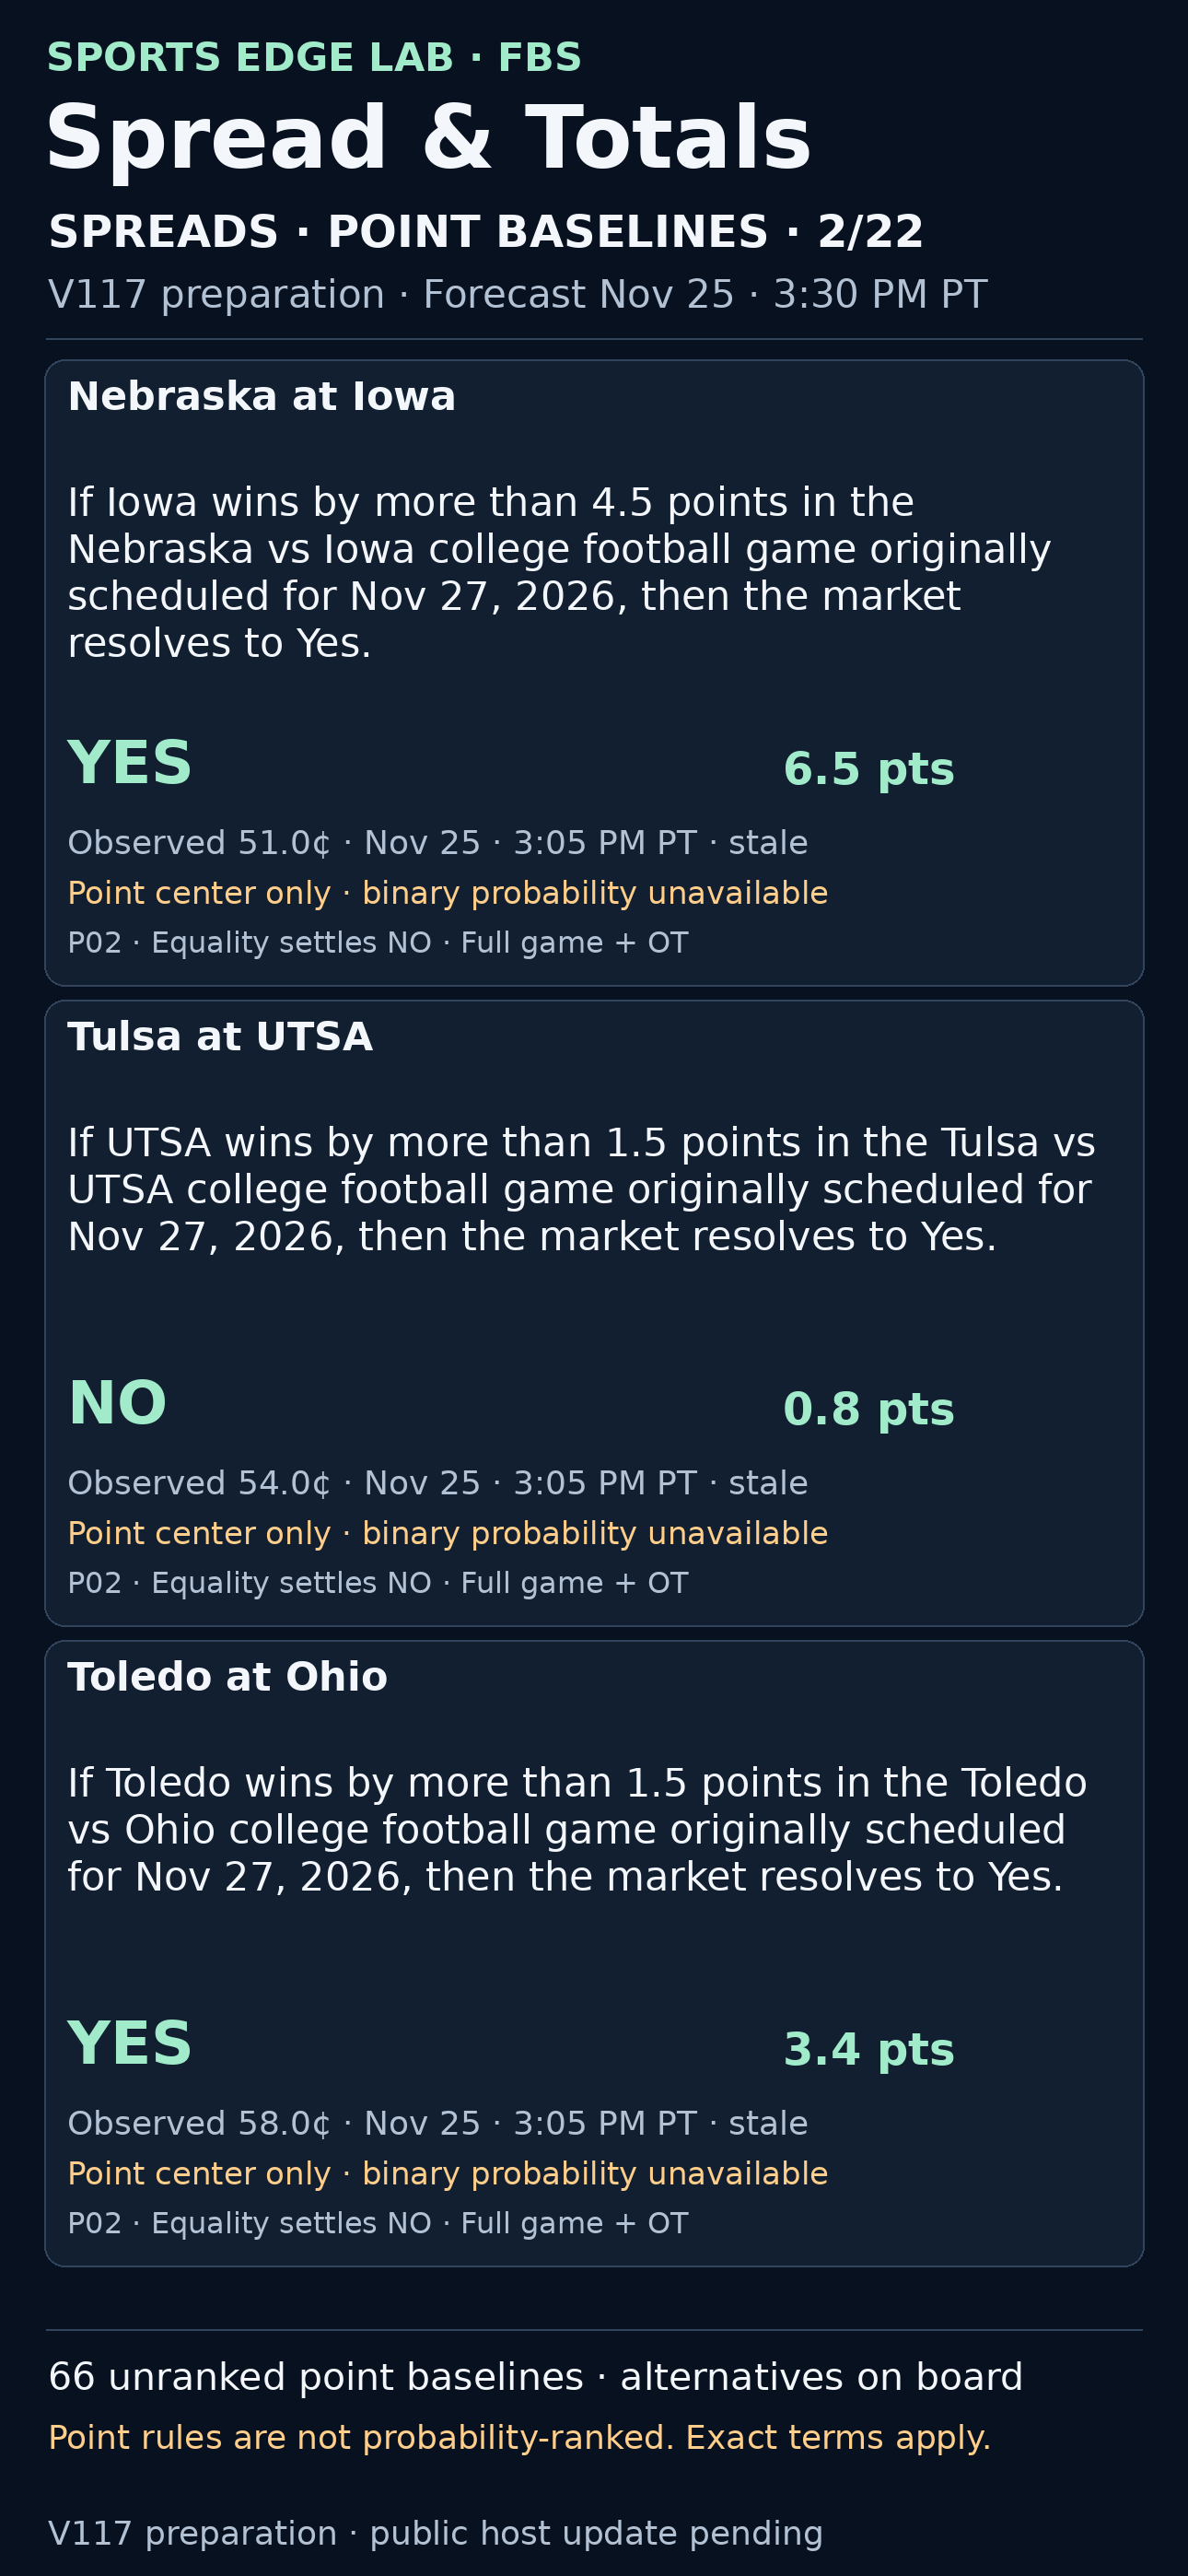 SPORTS EDGE LAB · FBS
Spread & Totals
SPREADS · POINT BASELINES · 2/22
V117 preparation · Forecast Nov 25 · 3:30 PM PT
Nebraska at Iowa
If Iowa wins by more than 4.5 points in the
Nebraska vs Iowa college football game originally
scheduled for Nov 27, 2026, then the market
resolves to Yes.
YES 6.5 pts
Observed 51.0¢ · Nov 25 · 3:05 PM PT · stale
Point center only · binary probability unavailable
P02 · Equality settles NO · Full game + OT
Tulsa at UTSA
If UTSA wins by more than 1.5 points in the Tulsa vs
UTSA college football game originally scheduled for
Nov 27, 2026, then the market resolves to Yes.
NO 0.8 pts
Observed 54.0¢ · Nov 25 · 3:05 PM PT · stale
Point center only · binary probability unavailable
P02 · Equality settles NO · Full game + OT
Toledo at Ohio
If Toledo wins by more than 1.5 points in the Toledo
vs Ohio college football game originally scheduled
for Nov 27, 2026, then the market resolves to Yes.
YES 3.4 pts
Observed 58.0¢ · Nov 25 · 3:05 PM PT · stale
Point center only · binary probability unavailable
P02 · Equality settles NO · Full game + OT
66 unranked point baselines · alternatives on board
Point rules are not probability-ranked. Exact terms apply.
V117 preparation · public host update pending